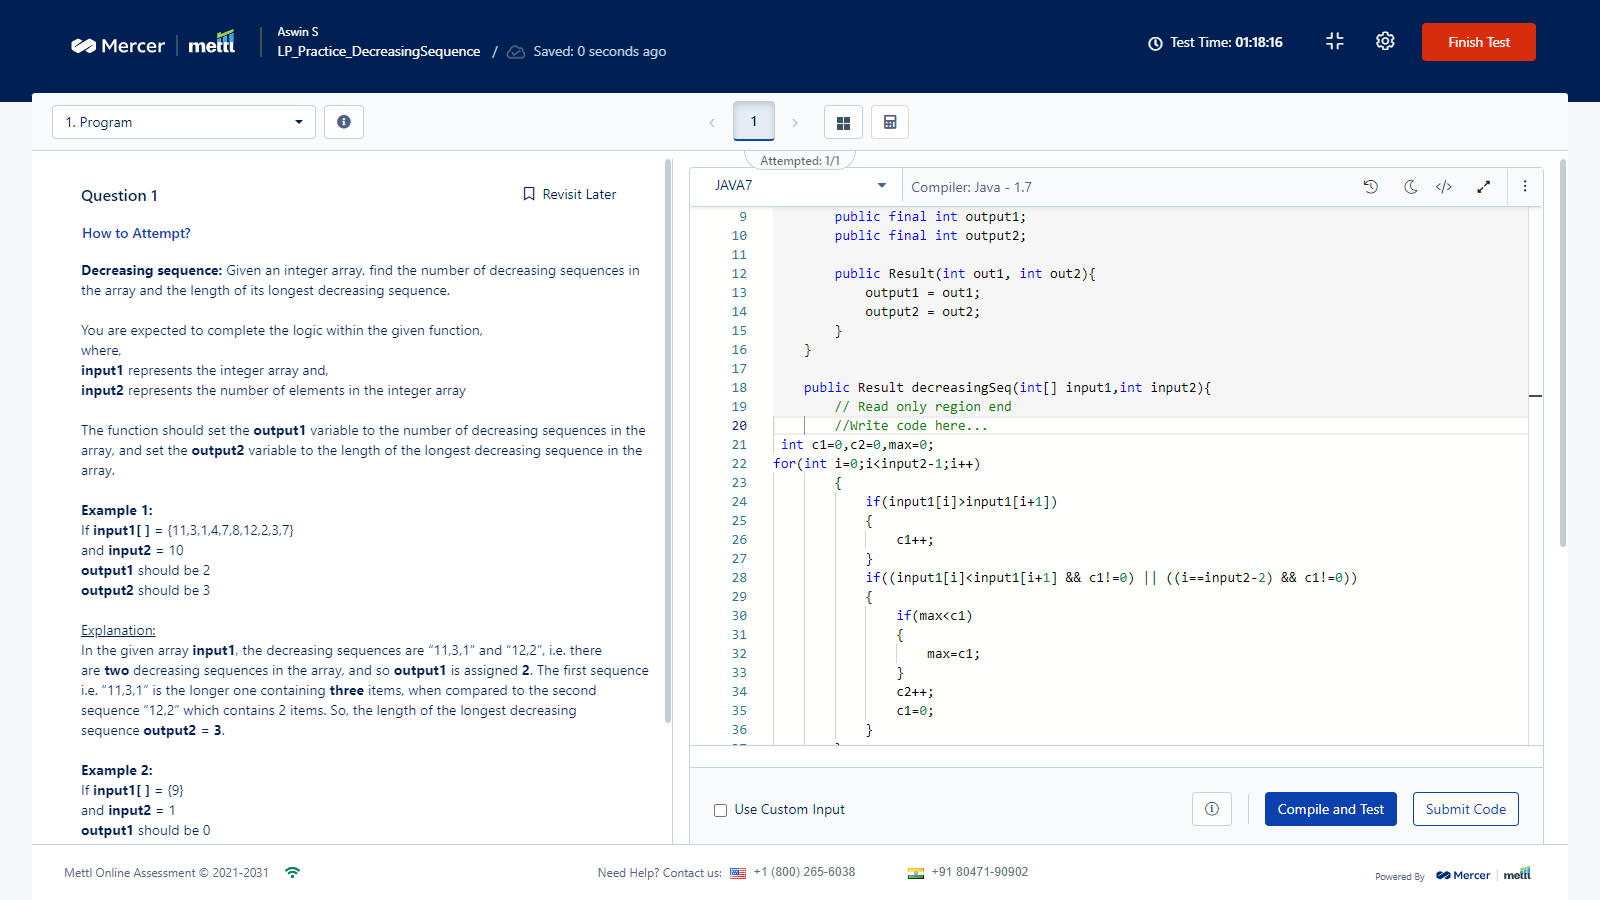 Mercer mettl
Aswin S
LP_Practice_DecreasingSequence / Saved: 0 seconds ago
Test Time: 01:18:16
Finish Test
1. Program
1
Attempted: 1/1
Question 1
Revisit Later
How to Attempt?
Decreasing sequence: Given an integer array, find the number of decreasing sequences in
the array and the length of its longest decreasing sequence.
You are expected to complete the logic within the given function,
where,
input1 represents the integer array and,
input2 represents the number of elements in the integer array
The function should set the output1 variable to the number of decreasing sequences in the
array, and set the output2 variable to the length of the longest decreasing sequence in the
array.
Example 1:
If input1[ ] = {11,3,1,4,7,8,12,2,3,7}
and input2 = 10
output1 should be 2
output2 should be 3
Explanation:
In the given array input1, the decreasing sequences are “11,3,1” and “12,2”, i.e. there
are two decreasing sequences in the array, and so output1 is assigned 2. The first sequence
i.e. “11,3,1” is the longer one containing three items, when compared to the second
sequence “12,2” which contains 2 items. So, the length of the longest decreasing
sequence output2 = 3.
Example 2:
If input1[ ] = {9}
and input2 = 1
output1 should be 0
JAVA7
Compiler: Java - 1.7
9 public final int output1;
10 public final int output2;
11
12 public Result(int out1, int out2){
13 output1 = out1;
14 output2 = out2;
15 }
16 }
17
18 public Result decreasingSeq(int[] input1,int input2){
19 // Read only region end
20 //Write code here...
21 int c1=0,c2=0,max=0;
22 for(int i=0;i<input2-1;i++)
23 {
24 if(input1[i]>input1[i+1])
25 {
26 c1++;
27 }
28 if((input1[i]<input1[i+1] && c1!=0) || ((i==input2-2) && c1!=0))
29 {
30 if(max<c1)
31 {
32 max=c1;
33 }
34 c2++;
35 c1=0;
36 }
Use Custom Input
Compile and Test
Submit Code
Mettl Online Assessment © 2021-2031
Need Help? Contact us: +1 (800) 265-6038
+91 80471-90902
Powered By Mercer mettl